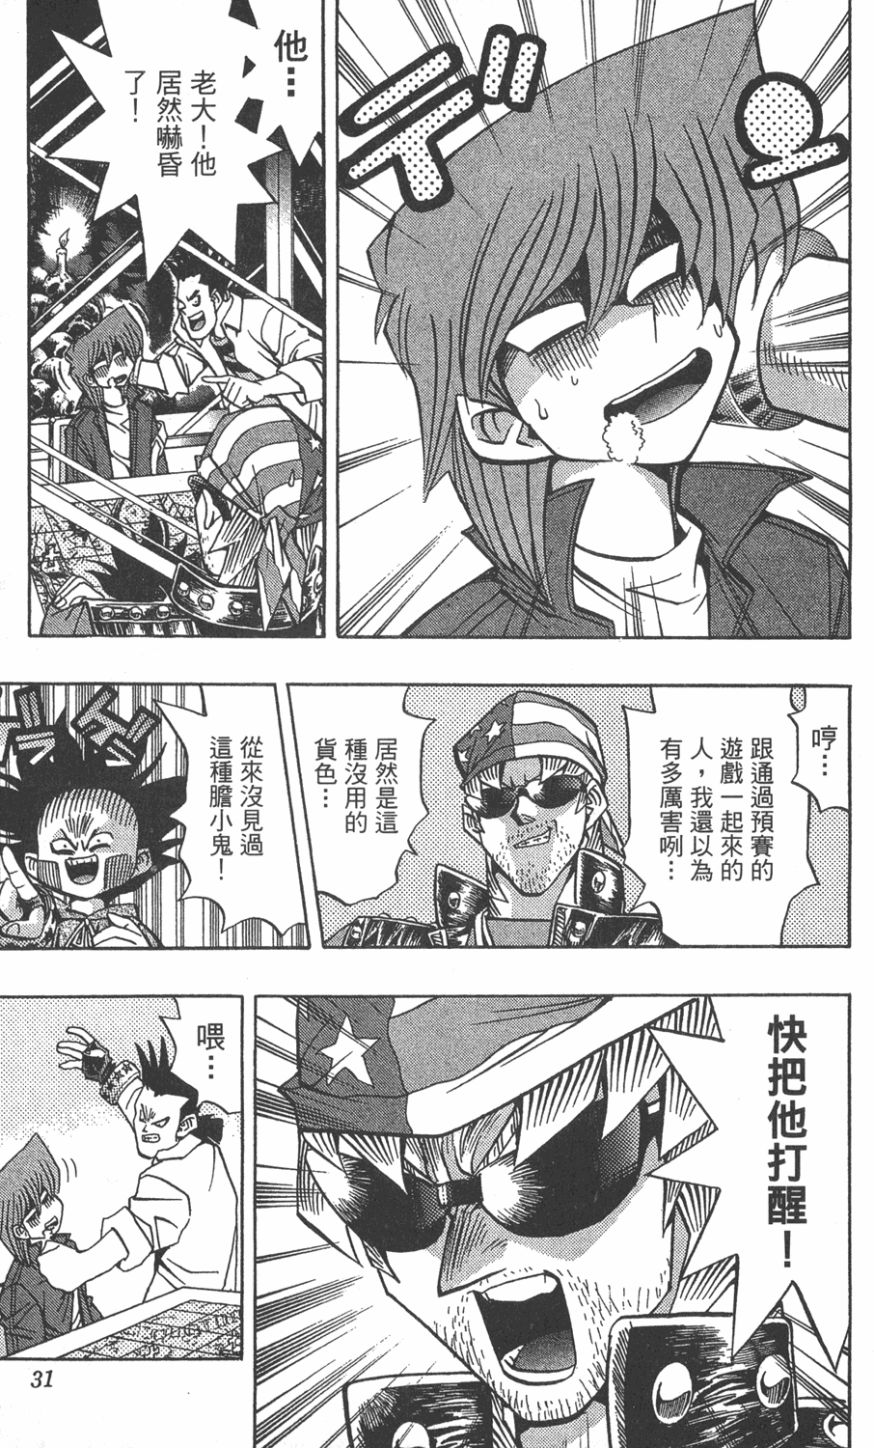 デロ
他…
老大！他
居然嚇昏
了！
哼…
跟通過預賽的
遊戲一起來的
人，我還以為
有多厲害咧…
居然是這
種沒用的
貨色…
從來沒見過
這種膽小鬼！
快把他打醒！
喂…
31